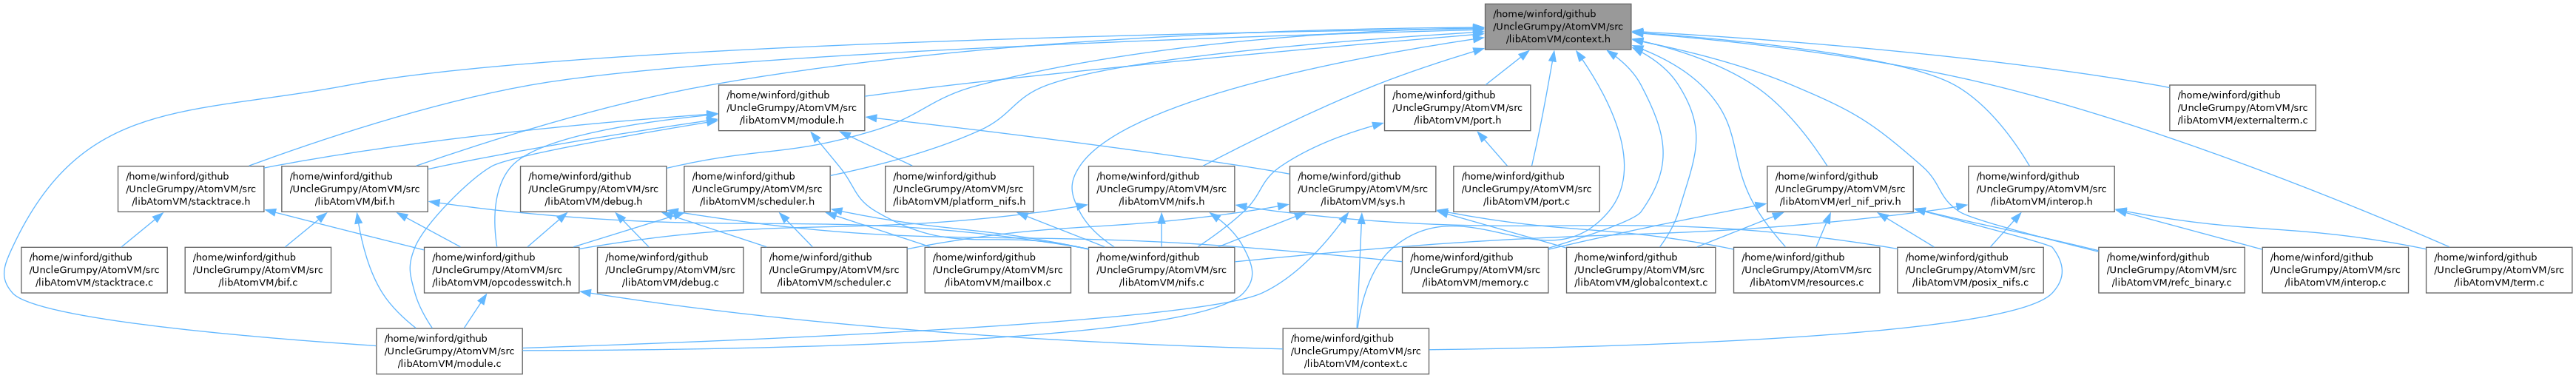 /home/winford/github
/UncleGrumpy/AtomVM/src
/libAtomVM/context.h
/home/winford/github
/UncleGrumpy/AtomVM/src
/libAtomVM/module.h
/home/winford/github
/UncleGrumpy/AtomVM/src
/libAtomVM/port.h
/home/winford/github
/UncleGrumpy/AtomVM/src
/libAtomVM/externalterm.c
/home/winford/github
/UncleGrumpy/AtomVM/src
/libAtomVM/stacktrace.h
/home/winford/github
/UncleGrumpy/AtomVM/src
/libAtomVM/bif.h
/home/winford/github
/UncleGrumpy/AtomVM/src
/libAtomVM/debug.h
/home/winford/github
/UncleGrumpy/AtomVM/src
/libAtomVM/scheduler.h
/home/winford/github
/UncleGrumpy/AtomVM/src
/libAtomVM/platform_nifs.h
/home/winford/github
/UncleGrumpy/AtomVM/src
/libAtomVM/nifs.h
/home/winford/github
/UncleGrumpy/AtomVM/src
/libAtomVM/sys.h
/home/winford/github
/UncleGrumpy/AtomVM/src
/libAtomVM/port.c
/home/winford/github
/UncleGrumpy/AtomVM/src
/libAtomVM/erl_nif_priv.h
/home/winford/github
/UncleGrumpy/AtomVM/src
/libAtomVM/interop.h
/home/winford/github
/UncleGrumpy/AtomVM/src
/libAtomVM/stacktrace.c
/home/winford/github
/UncleGrumpy/AtomVM/src
/libAtomVM/bif.c
/home/winford/github
/UncleGrumpy/AtomVM/src
/libAtomVM/opcodesswitch.h
/home/winford/github
/UncleGrumpy/AtomVM/src
/libAtomVM/debug.c
/home/winford/github
/UncleGrumpy/AtomVM/src
/libAtomVM/scheduler.c
/home/winford/github
/UncleGrumpy/AtomVM/src
/libAtomVM/mailbox.c
/home/winford/github
/UncleGrumpy/AtomVM/src
/libAtomVM/nifs.c
/home/winford/github
/UncleGrumpy/AtomVM/src
/libAtomVM/memory.c
/home/winford/github
/UncleGrumpy/AtomVM/src
/libAtomVM/globalcontext.c
/home/winford/github
/UncleGrumpy/AtomVM/src
/libAtomVM/resources.c
/home/winford/github
/UncleGrumpy/AtomVM/src
/libAtomVM/posix_nifs.c
/home/winford/github
/UncleGrumpy/AtomVM/src
/libAtomVM/refc_binary.c
/home/winford/github
/UncleGrumpy/AtomVM/src
/libAtomVM/interop.c
/home/winford/github
/UncleGrumpy/AtomVM/src
/libAtomVM/term.c
/home/winford/github
/UncleGrumpy/AtomVM/src
/libAtomVM/module.c
/home/winford/github
/UncleGrumpy/AtomVM/src
/libAtomVM/context.c